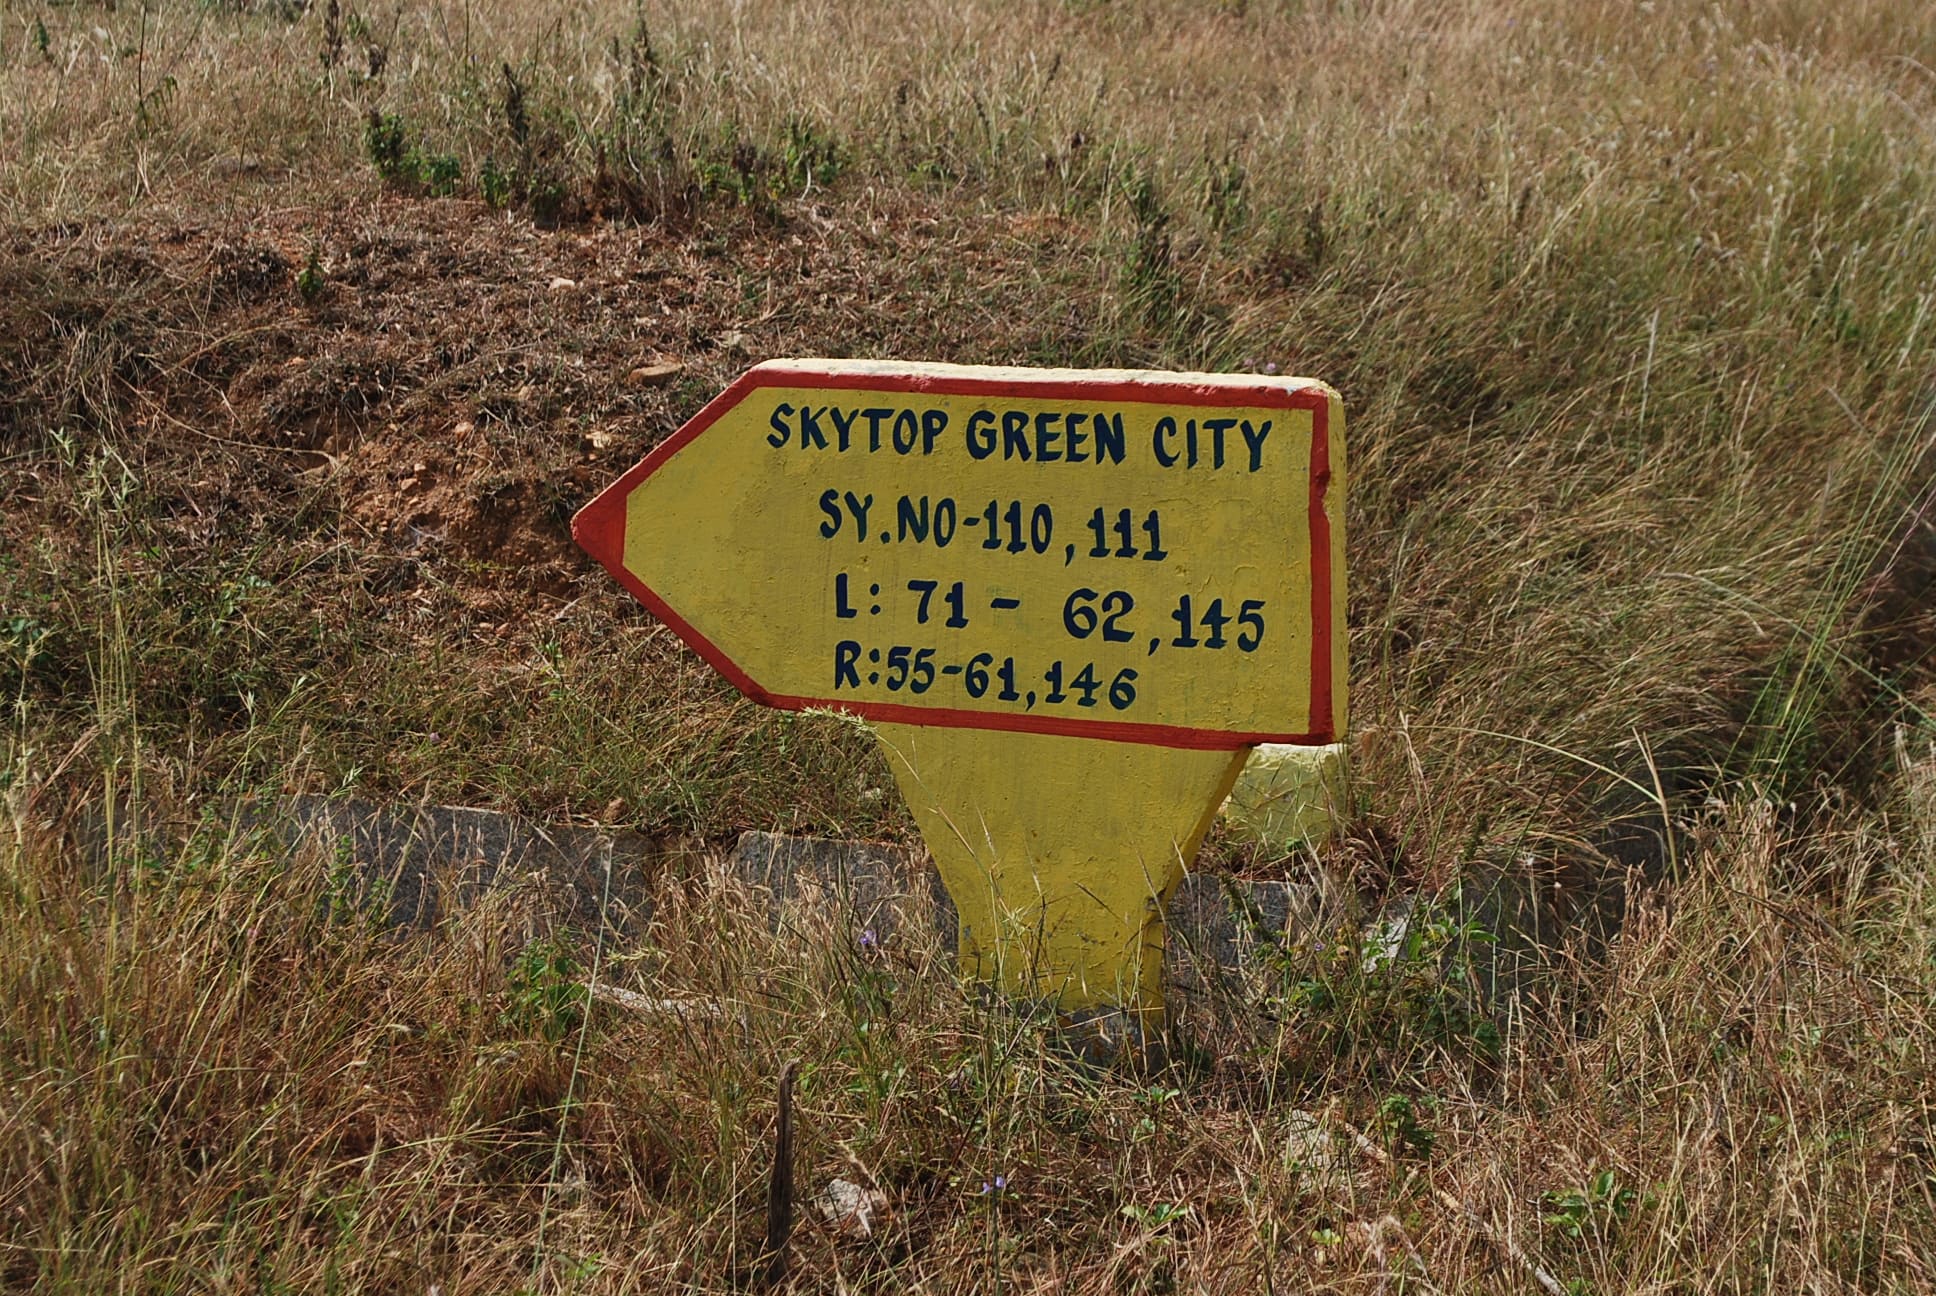 SKYTOP GREEN CITY
SY.NO-110,111
L: 71- 62,145
R:55-61,146